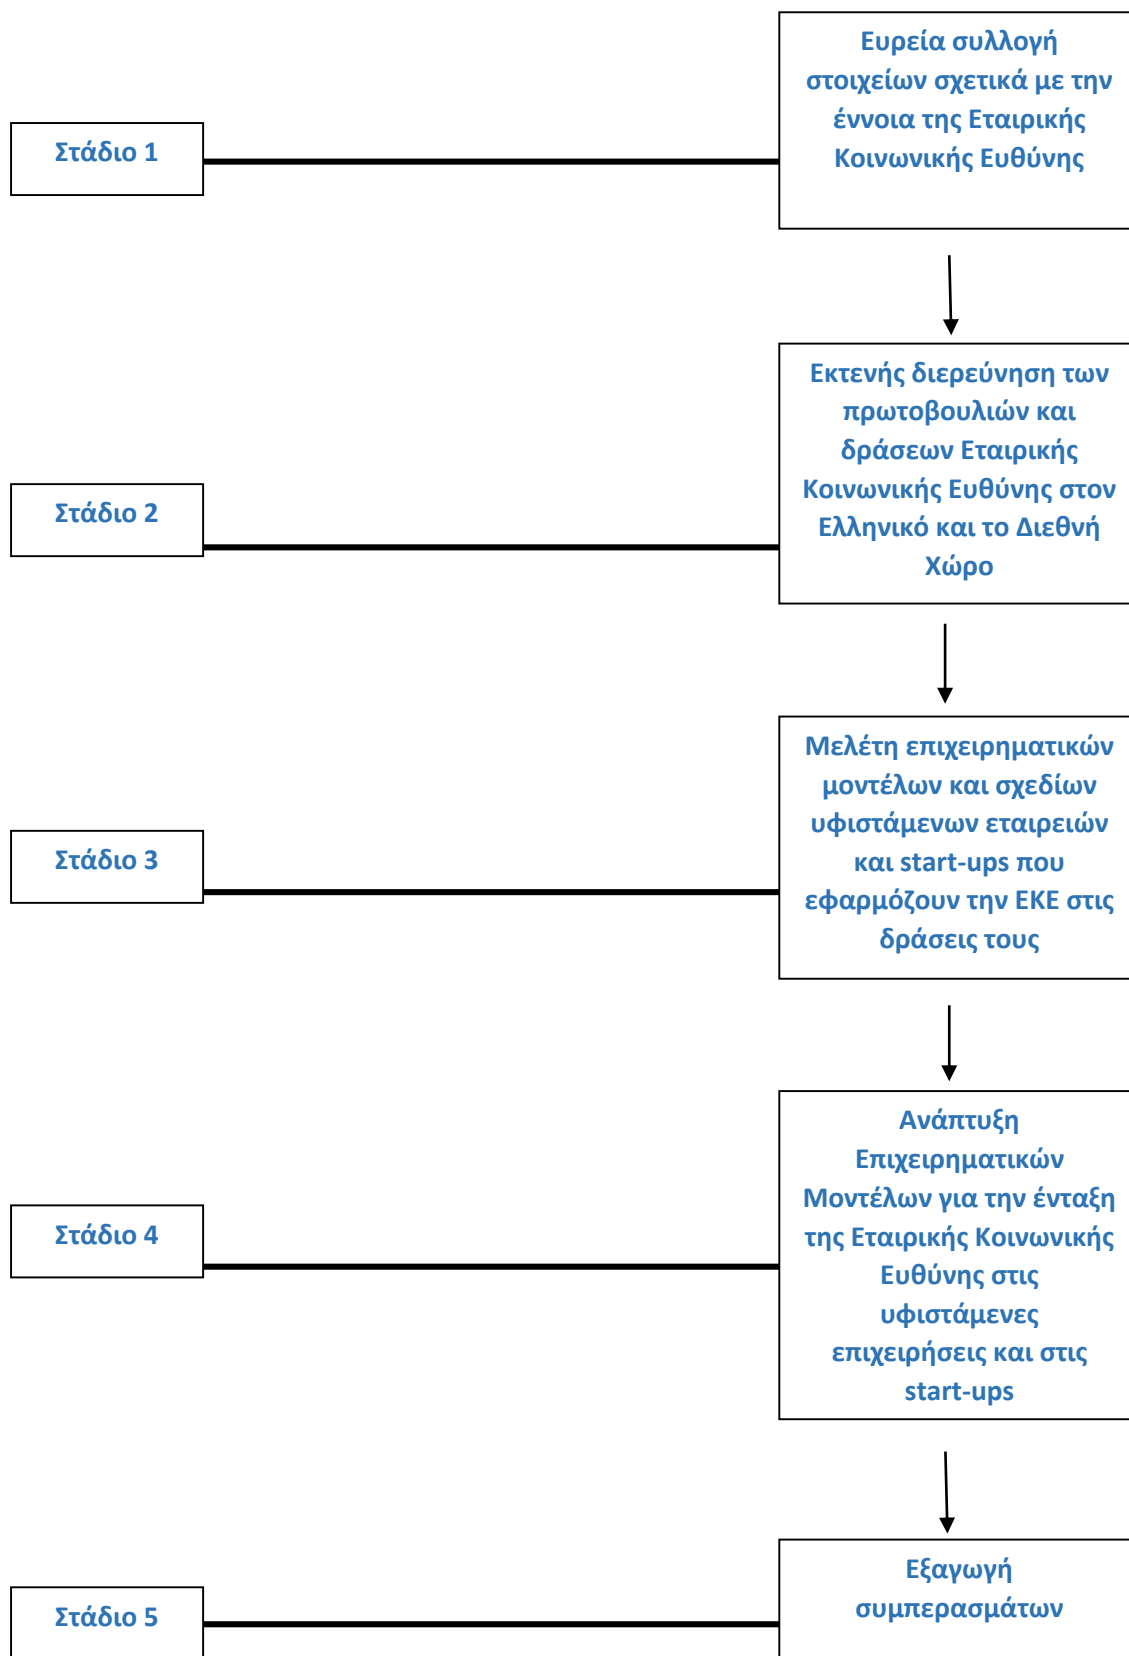 Στάδιο 1
Ευρεία συλλογή
στοιχείων σχετικά με την
έννοια της Εταιρικής
Κοινωνικής Ευθύνης
Στάδιο 2
Εκτενής διερεύνηση των
πρωτοβουλιών και
δράσεων Εταιρικής
Κοινωνικής Ευθύνης στον
Ελληνικό και το Διεθνή
Χώρο
Στάδιο 3
Μελέτη επιχειρηματικών
μοντέλων και σχεδίων
υφιστάμενων εταιρειών
και start-ups που
εφαρμόζουν την ΕΚΕ στις
δράσεις τους
Στάδιο 4
Ανάπτυξη
Επιχειρηματικών
Μοντέλων για την ένταξη
της Εταιρικής Κοινωνικής
Ευθύνης στις
υφιστάμενες
επιχειρήσεις και στις
start-ups
Στάδιο 5
Εξαγωγή
συμπερασμάτων